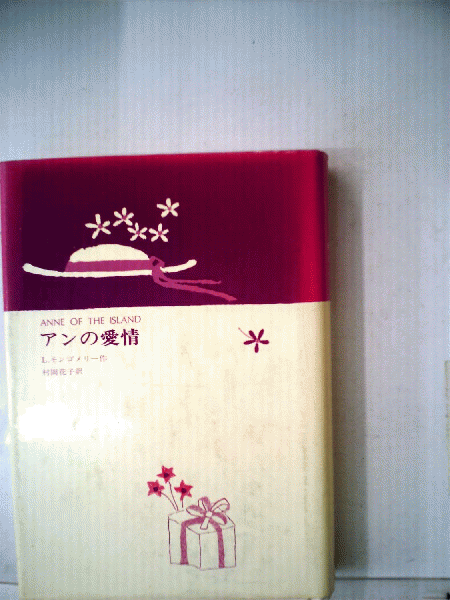 ANNE OF THE ISLAND
アンの愛情
L.モンゴメリー作
村岡花子訳